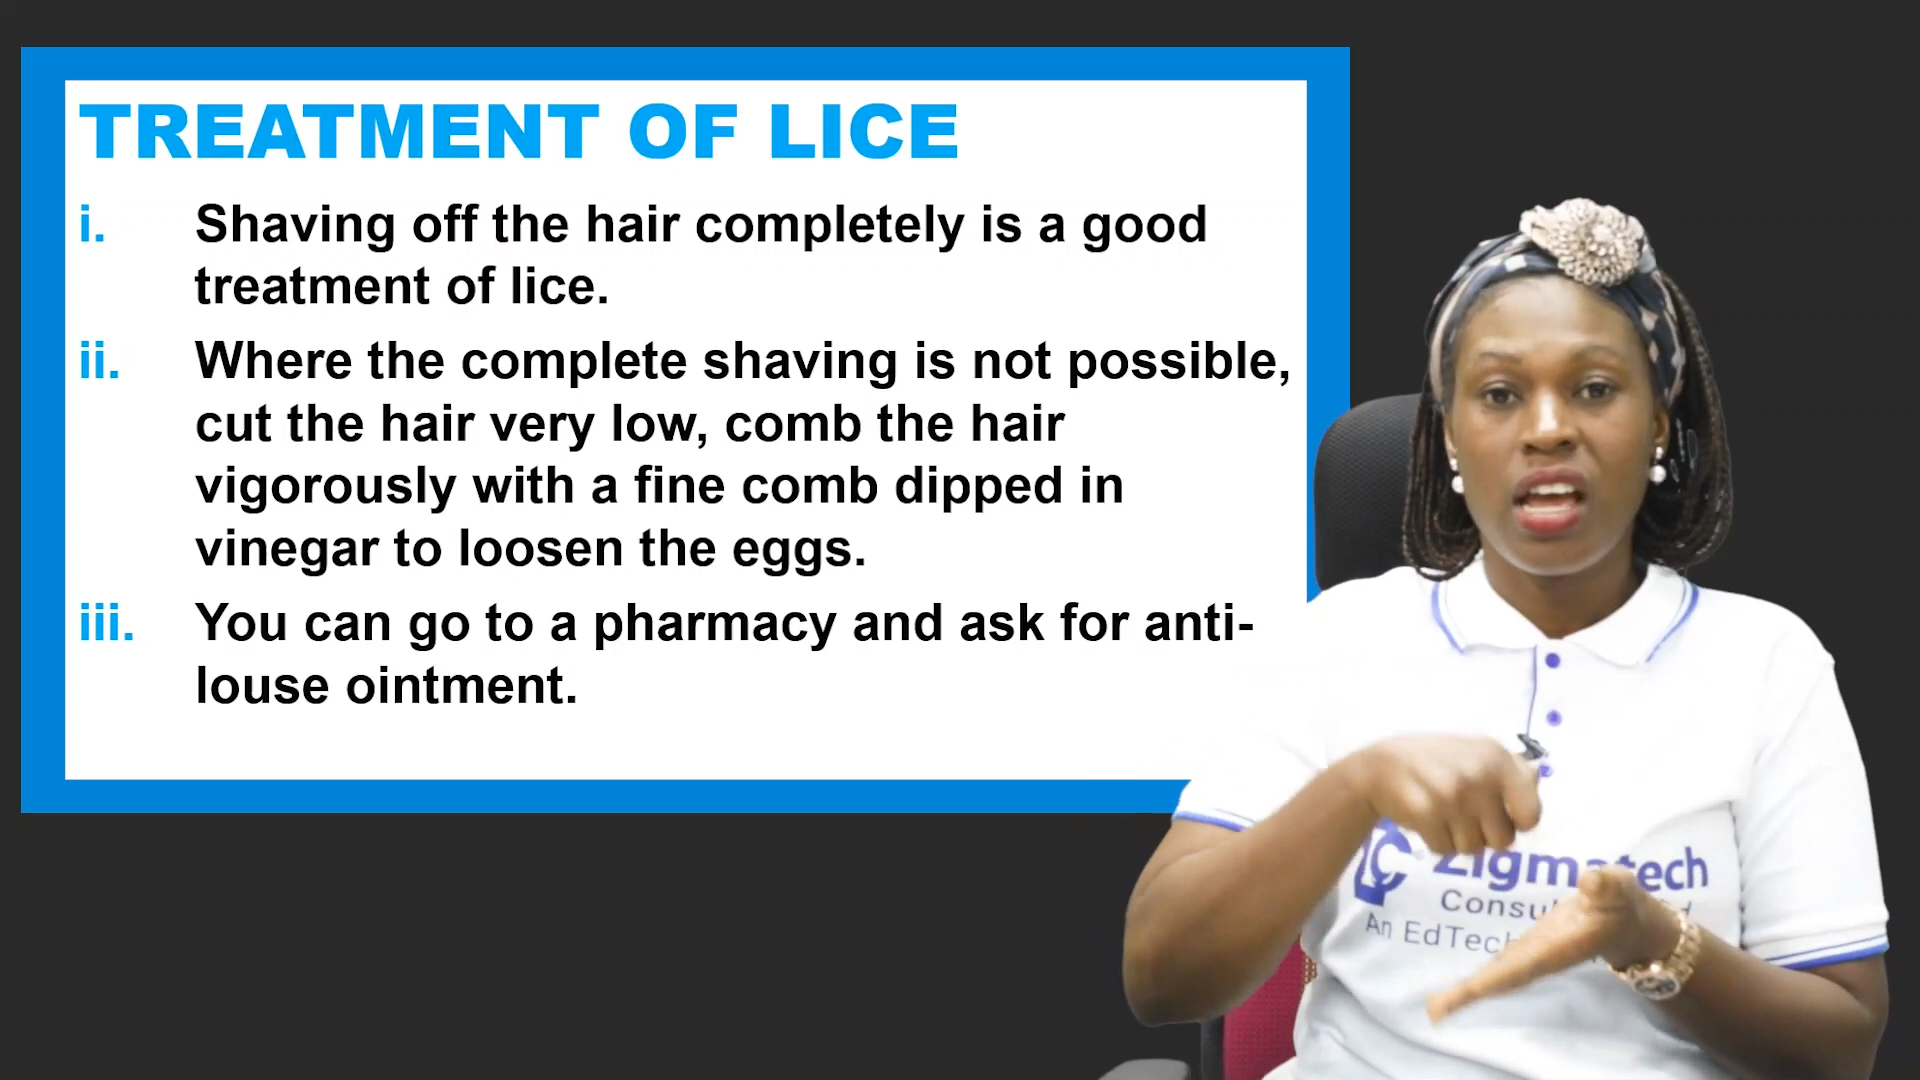 TREATMENT OF LICE
i. Shaving off the hair completely is a good
treatment of lice.
ii. Where the complete shaving is not possible,
cut the hair very low, comb the hair
vigorously with a fine comb dipped in
vinegar to loosen the eggs.
iii. You can go to a pharmacy and ask for anti-
louse ointment.
An